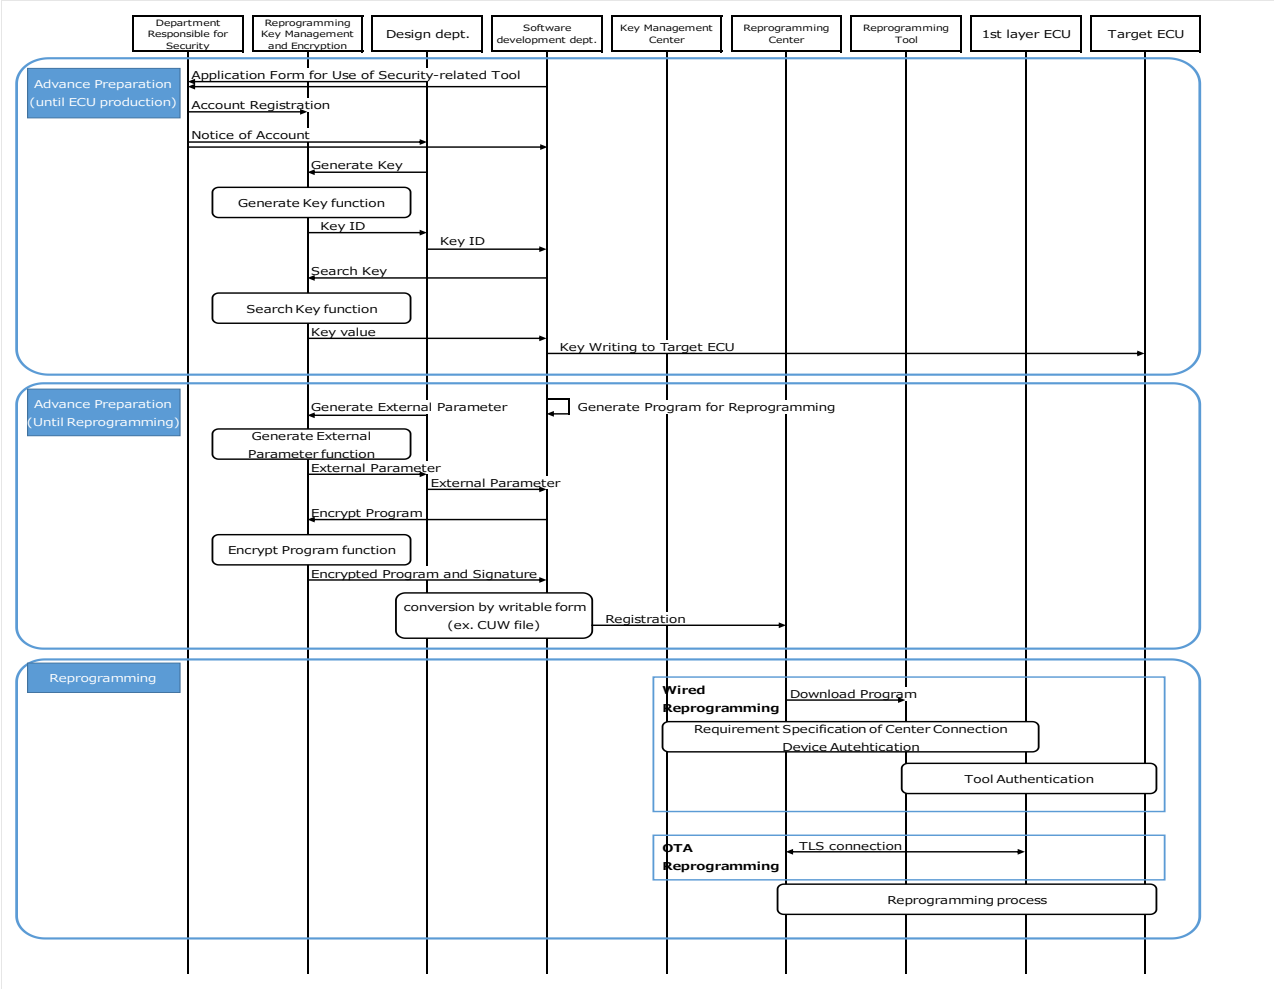 Department
Responsible for
Security
Reprogramming
Key Management
and Encryption
Design dept.
Software
development dept.
Key Management
Center
Reprogramming
Center
Reprogramming
Tool
1st layer ECU
Target ECU
Advance Preparation
(until ECU production)
Application Form for Use of Security-related Tool
Account Registration
Notice of Account
Generate Key
Generate Key function
Key ID
Key ID
Search Key
Search Key function
Key value
Key Writing to Target ECU
Advance Preparation
(Until Reprogramming)
Generate External Parameter
Generate Program for Reprogramming
Generate External
Parameter function
External Parameter
External Parameter
Encrypt Program
Encrypt Program function
Encrypted Program and Signature
conversion by writable form
(ex. CUW file)
Registration
Reprogramming
Wired
Reprogramming
Download Program
Requirement Specification of Center Connection
Device Autehtication
Tool Authentication
OTA
Reprogramming
TLS connection
Reprogramming process